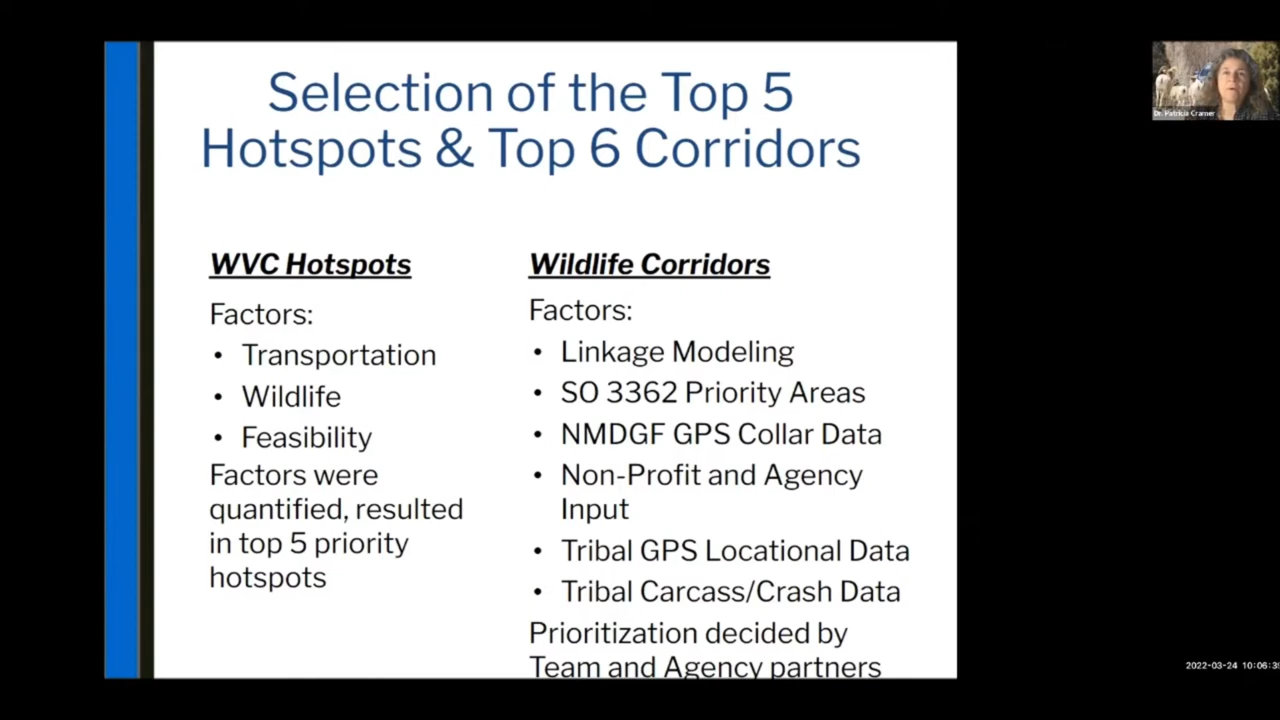 Selection of the Top 5
Hotspots & Top 6 Corridors
WVC Hotspots
Factors:
• Transportation
• Wildlife
• Feasibility
Factors were
quantified, resulted
in top 5 priority
hotspots
Wildlife Corridors
Factors:
• Linkage Modeling
• SO 3362 Priority Areas
• NMDGF GPS Collar Data
• Non-Profit and Agency
Input
• Tribal GPS Locational Data
• Tribal Carcass/Crash Data
Prioritization decided by
Team and Agency partners
Dr. Patricia Cramer
2022-03-24 10:06:39